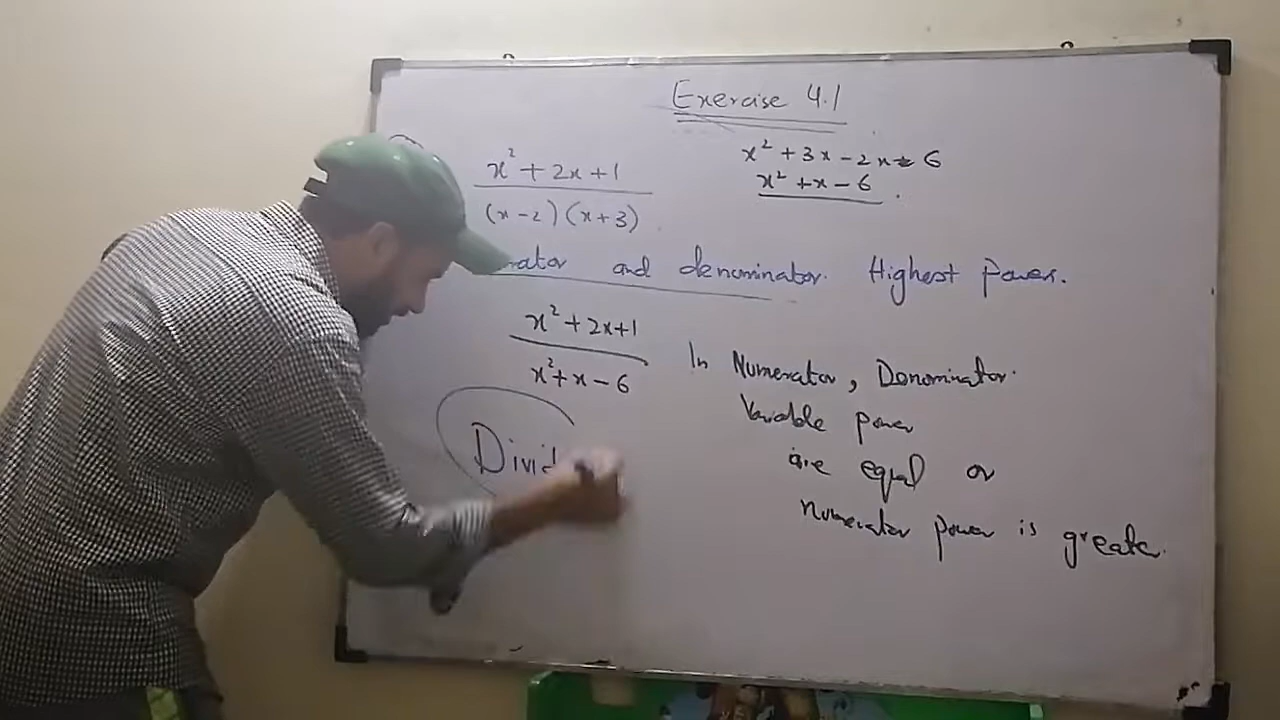 Exercise 4.1
x² + 2x + 1
(x - 2) (x + 3)
x² + 3x - 2x - 6
x² + x - 6 .
and denominator. Highest Power.
x² + 2x + 1
x² + x - 6
In Numerator, Denominator.
Variable power
are equal or
numerator power is greater.